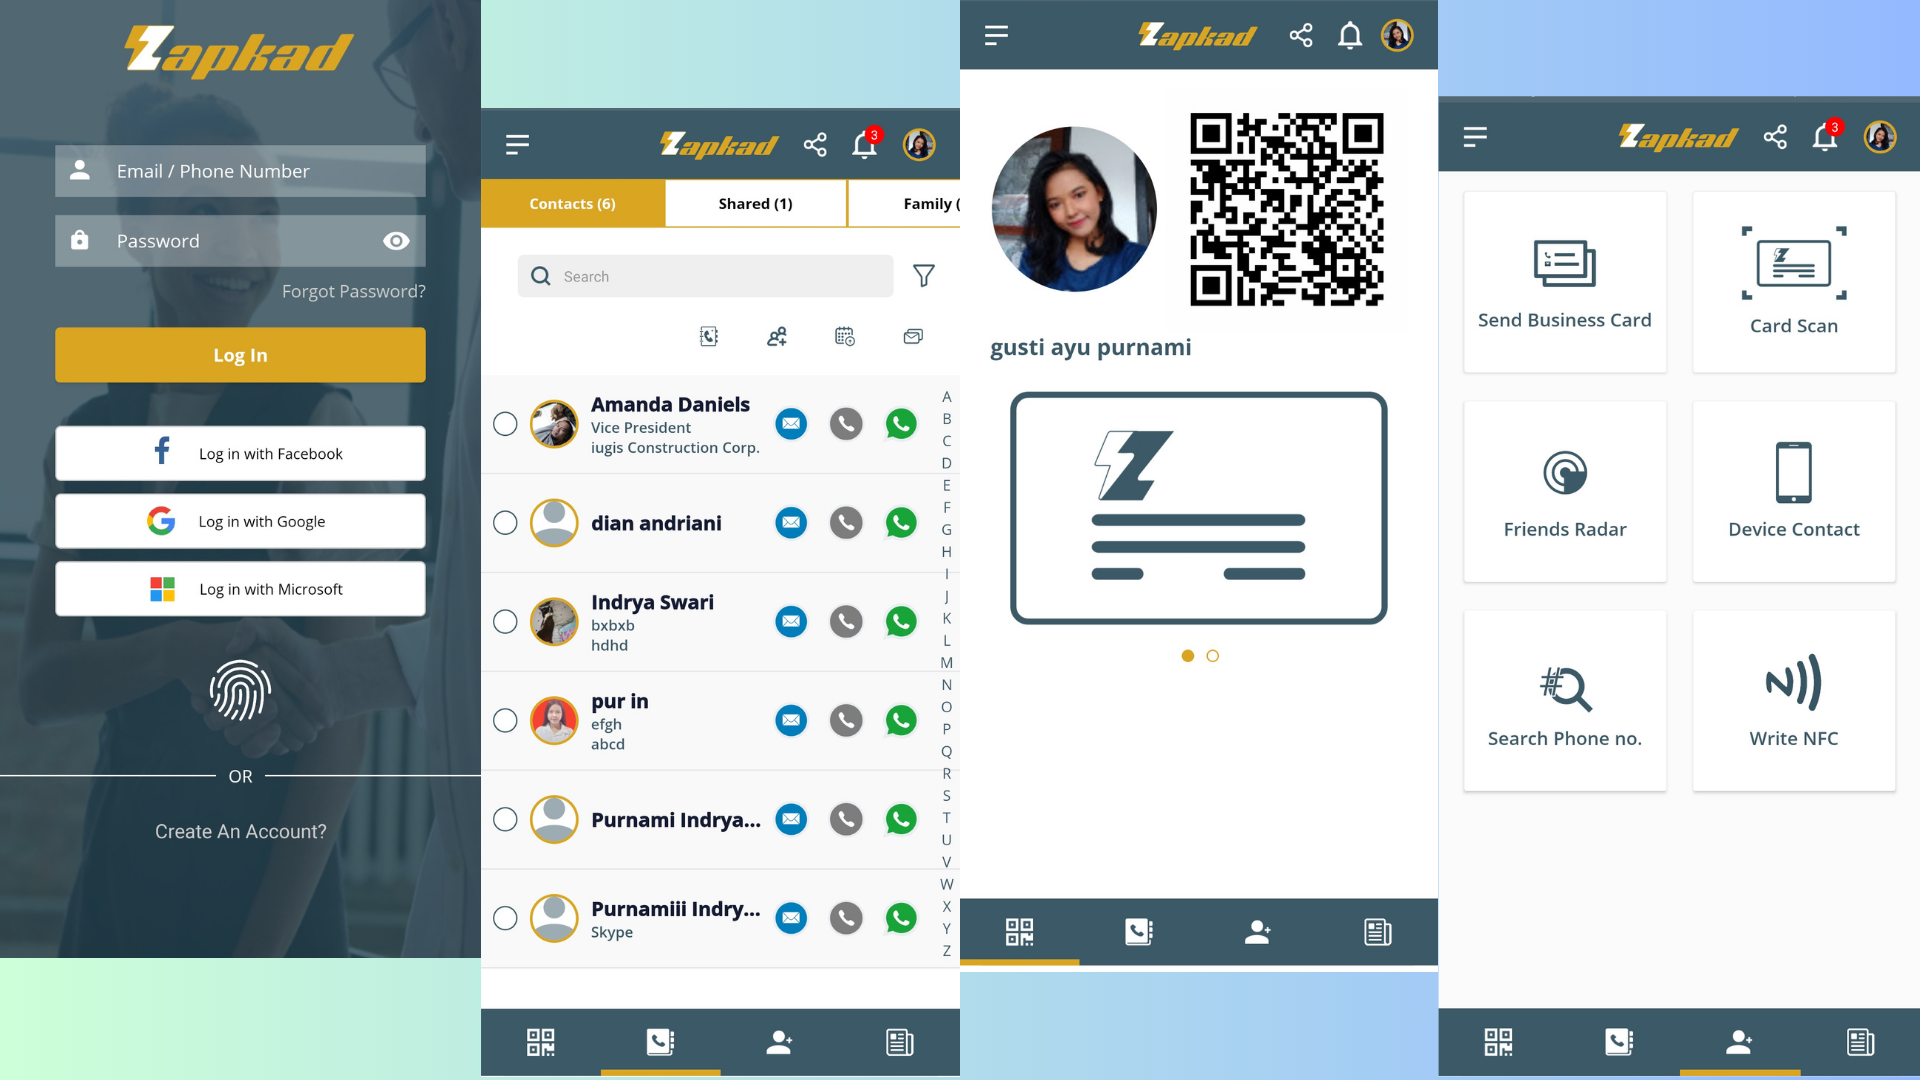 Zapkad
Email / Phone Number
Password
Forgot Password?
Log In
Log in with Facebook
Log in with Google
Log in with Microsoft
OR
Create An Account?
Zapkad
3
Contacts (6)
Shared (1)
Family (
Search
Amanda Daniels
Vice President
iugis Construction Corp.
dian andriani
Indrya Swari
bxbxb
hdhd
pur in
efgh
abcd
Purnami Indrya...
Purnamiii Indry...
Skype
A
B
C
D
E
F
G
H
I
J
K
L
M
N
O
P
Q
R
S
T
U
V
W
X
Y
Z
Zapkad
gusti ayu purnami
Z
Zapkad
3
Send Business Card
Card Scan
Friends Radar
Device Contact
#
Search Phone no.
Write NFC